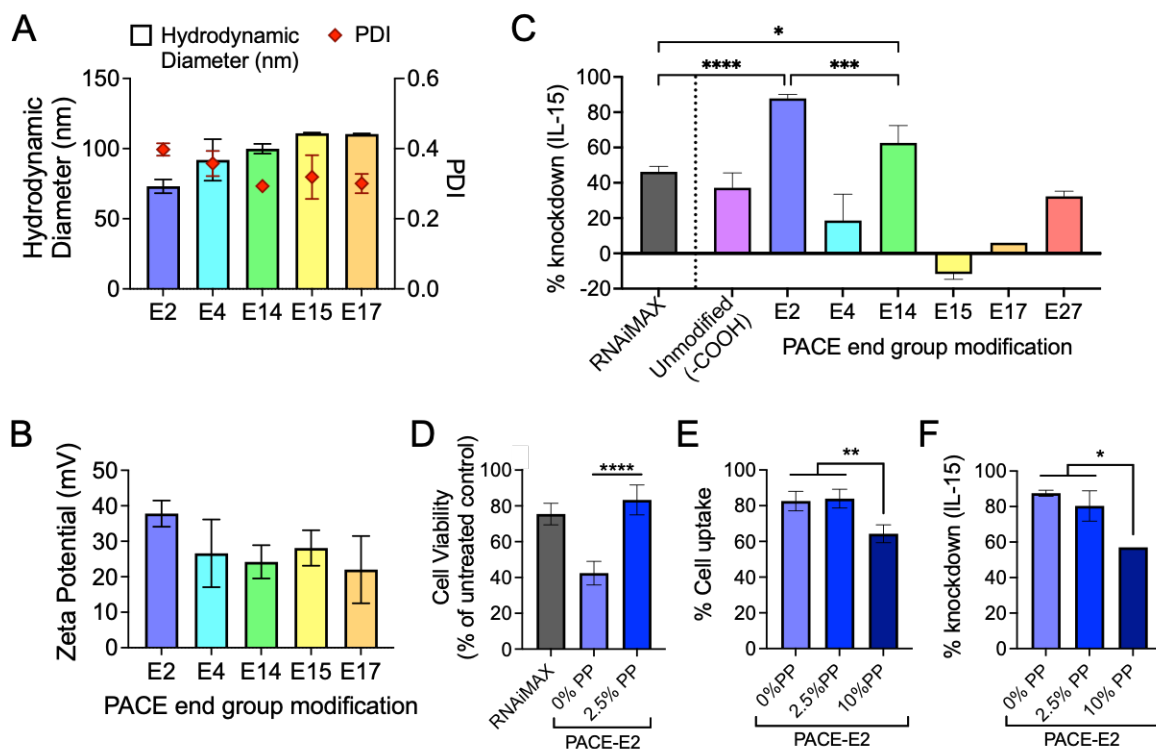 A
Hydrodynamic
Diameter (nm)
PDI
Hydrodynamic
Diameter (nm)
150
100
50
0
0.6
0.4
0.2
0.0
PDI
E2 E4 E14 E15 E17
B
Zeta Potential (mV)
50
40
30
20
10
0
E2 E4 E14 E15 E17
PACE end group modification
C
% knockdown (IL-15)
100
80
60
40
20
0
-20
*
**** ***
RNAiMAX
Unmodified
(-COOH)
E2 E4 E14 E15 E17 E27
PACE end group modification
D
Cell Viability
(% of untreated control)
100
80
60
40
20
0
****
RNAiMAX
0% PP
2.5% PP
PACE-E2
E
% Cell uptake
100
80
60
40
20
0
**
0%PP
2.5%PP
10%PP
PACE-E2
F
% knockdown (IL-15)
100
80
60
40
20
0
*
0% PP
2.5% PP
10% PP
PACE-E2